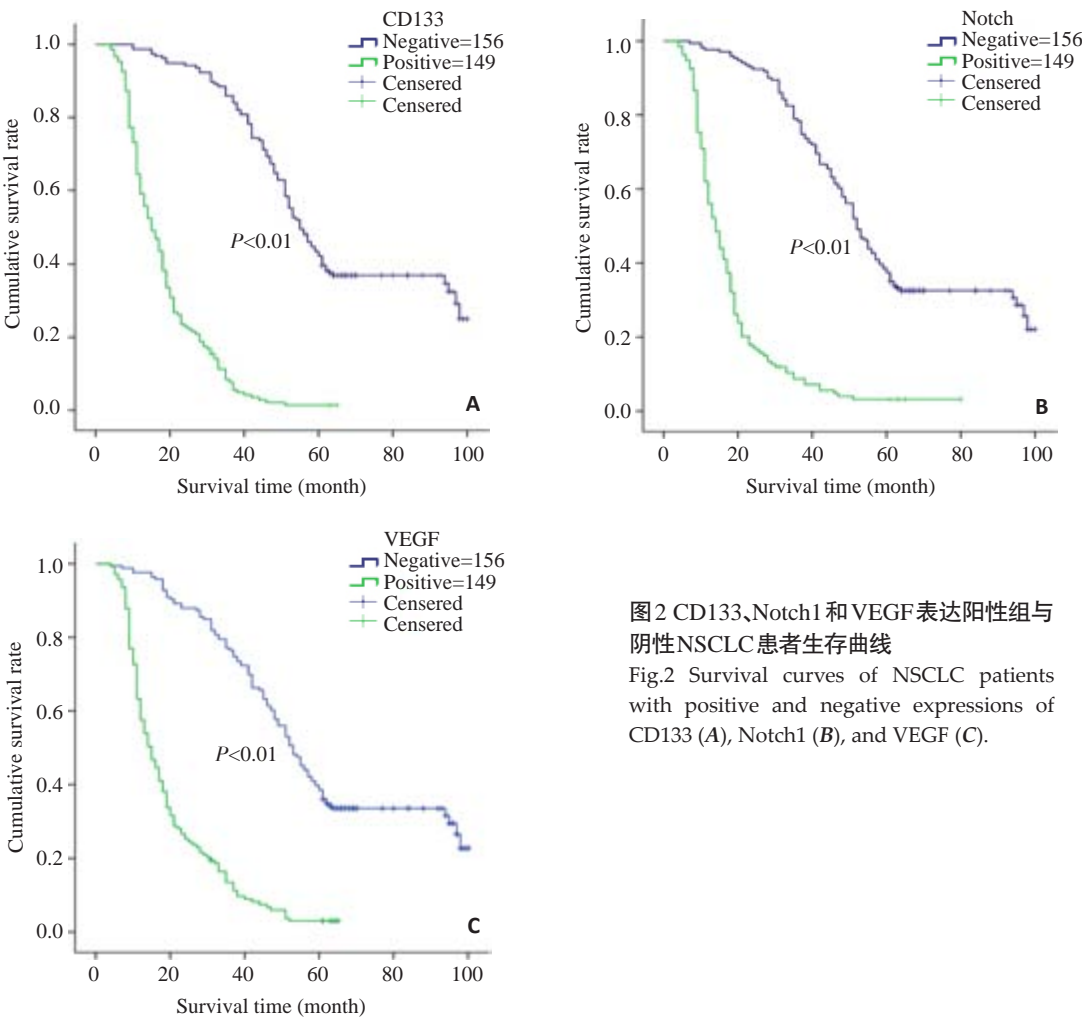 CD133
Negative=156
Positive=149
Censered
Censered
1.0
0.8
0.6
0.4
0.2
0.0
Cumulative survival rate
P<0.01
A
0 20 40 60 80 100
Survival time (month)
Notch
Negative=156
Positive=149
Censered
Censered
1.0
0.8
0.6
0.4
0.2
0.0
Cumulative survival rate
P<0.01
B
0 20 40 60 80 100
Survival time (month)
VEGF
Negative=156
Positive=149
Censered
Censered
1.0
0.8
0.6
0.4
0.2
0.0
Cumulative survival rate
P<0.01
C
0 20 40 60 80 100
Survival time (month)
图2 CD133、Notch1和VEGF表达阳性组与
阴性NSCLC患者生存曲线
Fig.2 Survival curves of NSCLC patients
with positive and negative expressions of
CD133 (A), Notch1 (B), and VEGF (C).